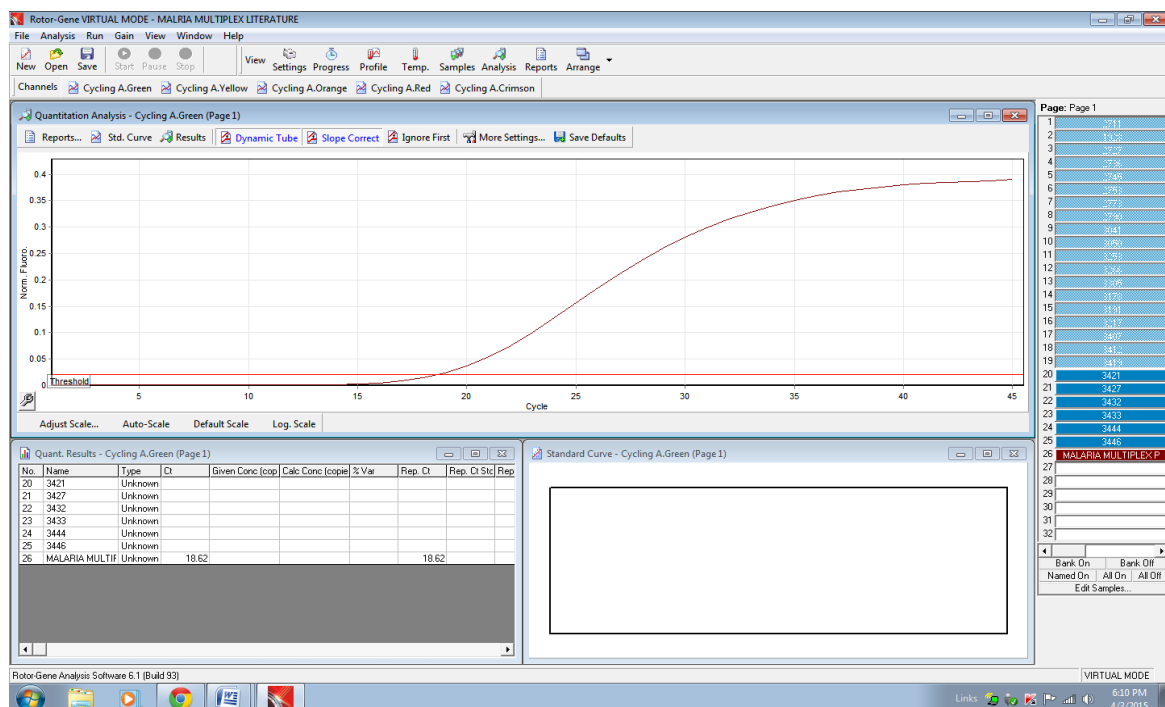 Rotor-Gene VIRTUAL MODE - MALRIA MULTIPLEX LITERATURE
File Analysis Run Gain View Window Help
New Open Save Start Pause Stop View Settings Progress Profile Temp. Samples Analysis Reports Arrange
Channels Cycling A.Green Cycling A.Yellow Cycling A.Orange Cycling A.Red Cycling A.Crimson
Quantitation Analysis - Cycling A.Green (Page 1)
Reports... Std. Curve Results Dynamic Tube Slope Correct Ignore First More Settings... Save Defaults
Norm. Fluoro.
0.4
0.35
0.3
0.25
0.2
0.15
0.1
0.05
0
Threshold
5 10 15 20 25 30 35 40 45
Cycle
Adjust Scale... Auto-Scale Default Scale Log. Scale
Quant. Results - Cycling A.Green (Page 1)
No. Name Type Ct Given Conc (cop Calc Conc (copie % Var Rep. Ct Rep. Ct Stc Rep
20 3421 Unknown
21 3427 Unknown
22 3432 Unknown
23 3433 Unknown
24 3444 Unknown
25 3446 Unknown
26 MALARIA MULTIF Unknown 18.62 18.62
Standard Curve - Cycling A.Green (Page 1)
Page: Page 1
1
2
3
4
5
6
7
8
9
10
11
12
13
14
15
16
17
18
19
20 3421
21 3427
22 3432
23 3433
24 3444
25 3446
26 MALARIA MULTIPLEX P
27
28
29
30
31
32
Bank On Bank Off
Named On All On All Off
Edit Samples...
Rotor-Gene Analysis Software 6.1 (Build 93)
VIRTUAL MODE
Links
6:10 PM
4/3/2015